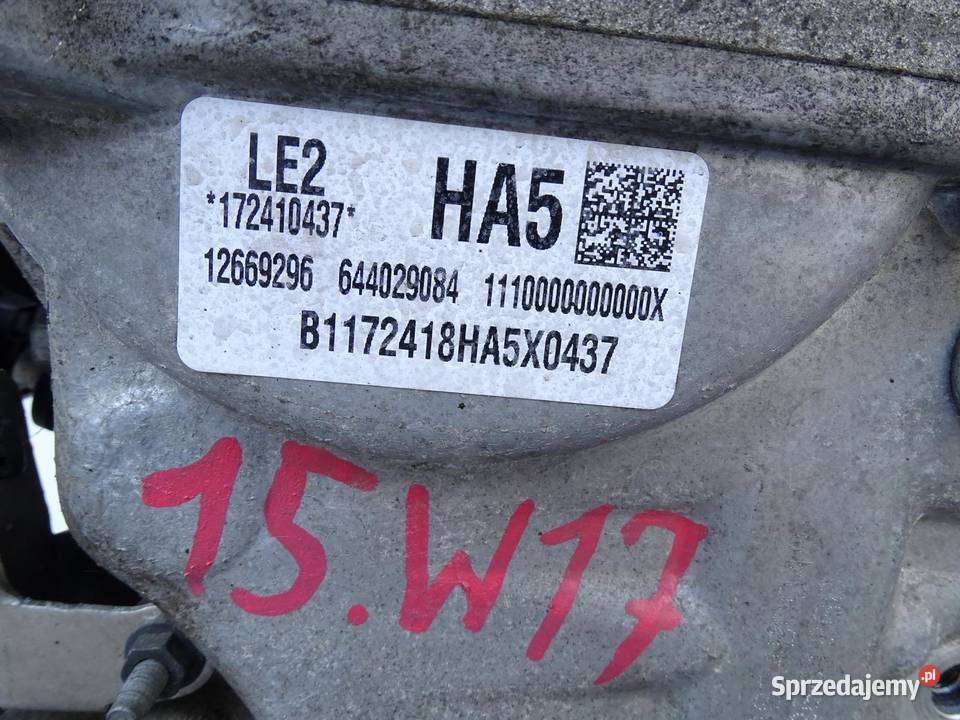 LE2 HA5
*172410437*
12669296 644029084 1110000000000X
B1172418HA5X0437
15.W17
Sprzedajemy.pl